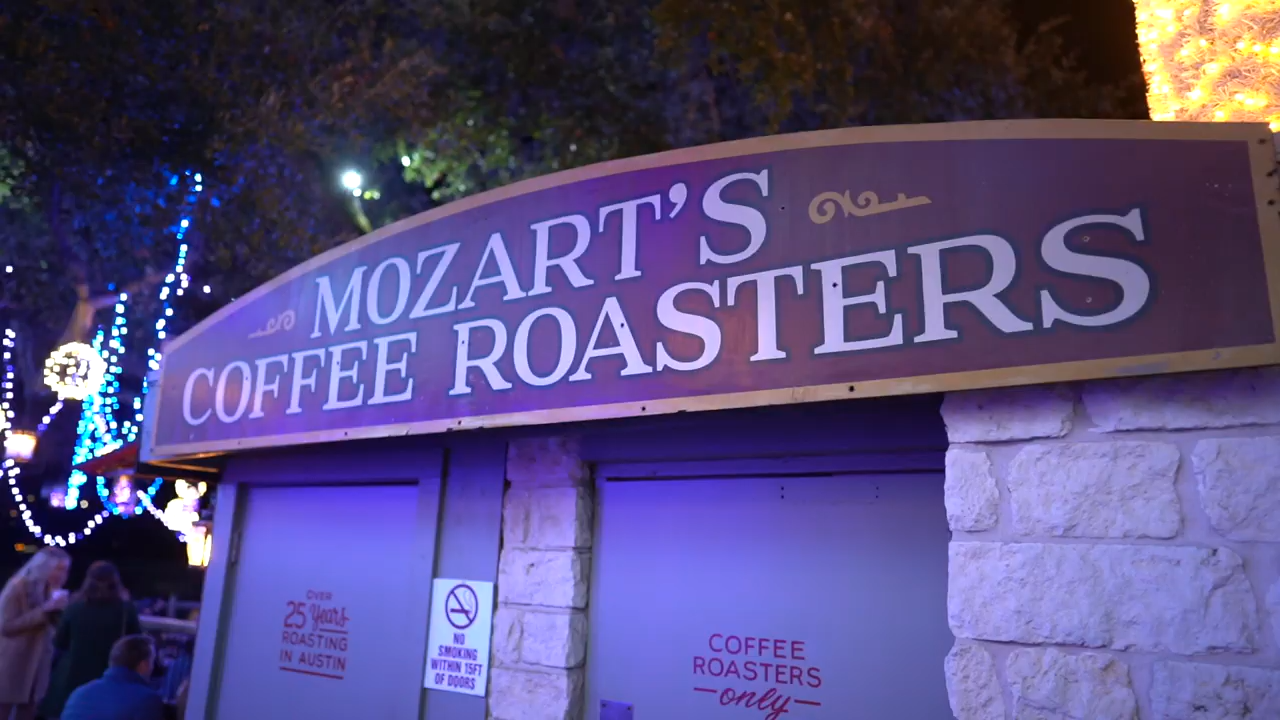 MOZART'S
COFFEE ROASTERS
OVER
25 Years
ROASTING
IN AUSTIN
NO
SMOKING
WITHIN 15FT
OF DOORS
COFFEE
ROASTERS
only